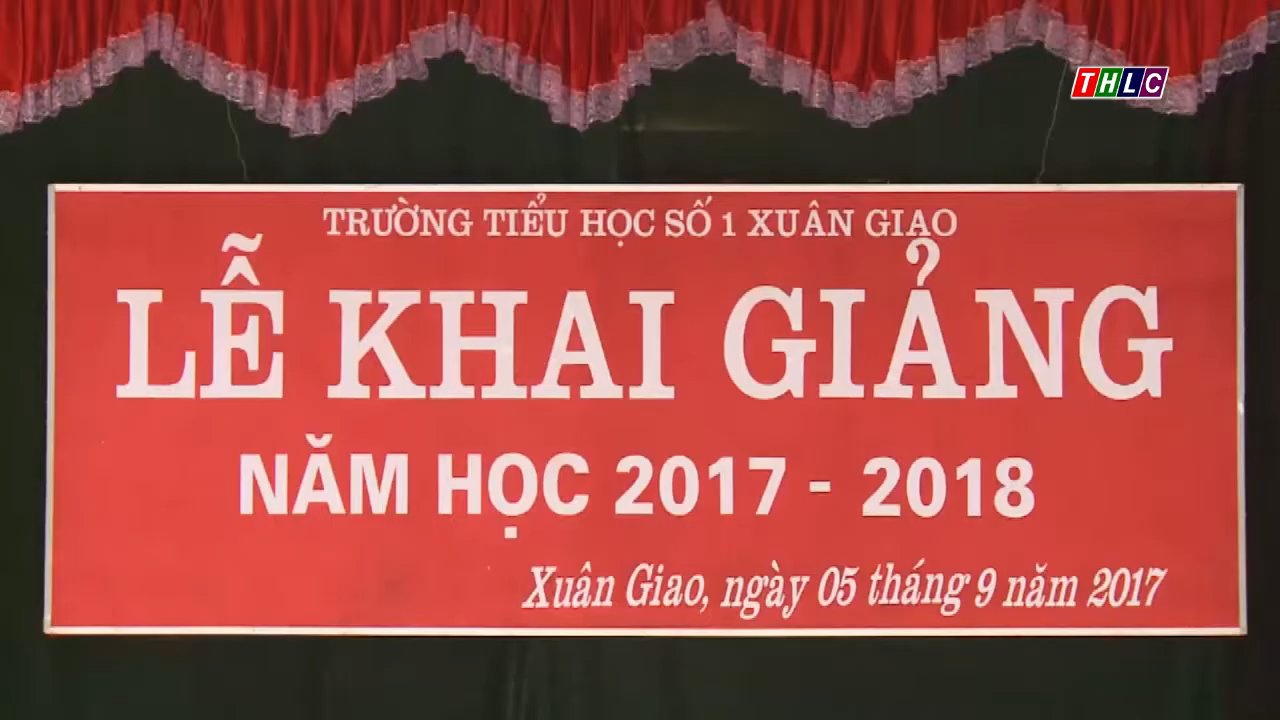 THLC
TRƯỜNG TIỂU HỌC SỐ 1 XUÂN GIAO
LỄ KHAI GIẢNG
NĂM HỌC 2017 - 2018
Xuân Giao, ngày 05 tháng 9 năm 2017